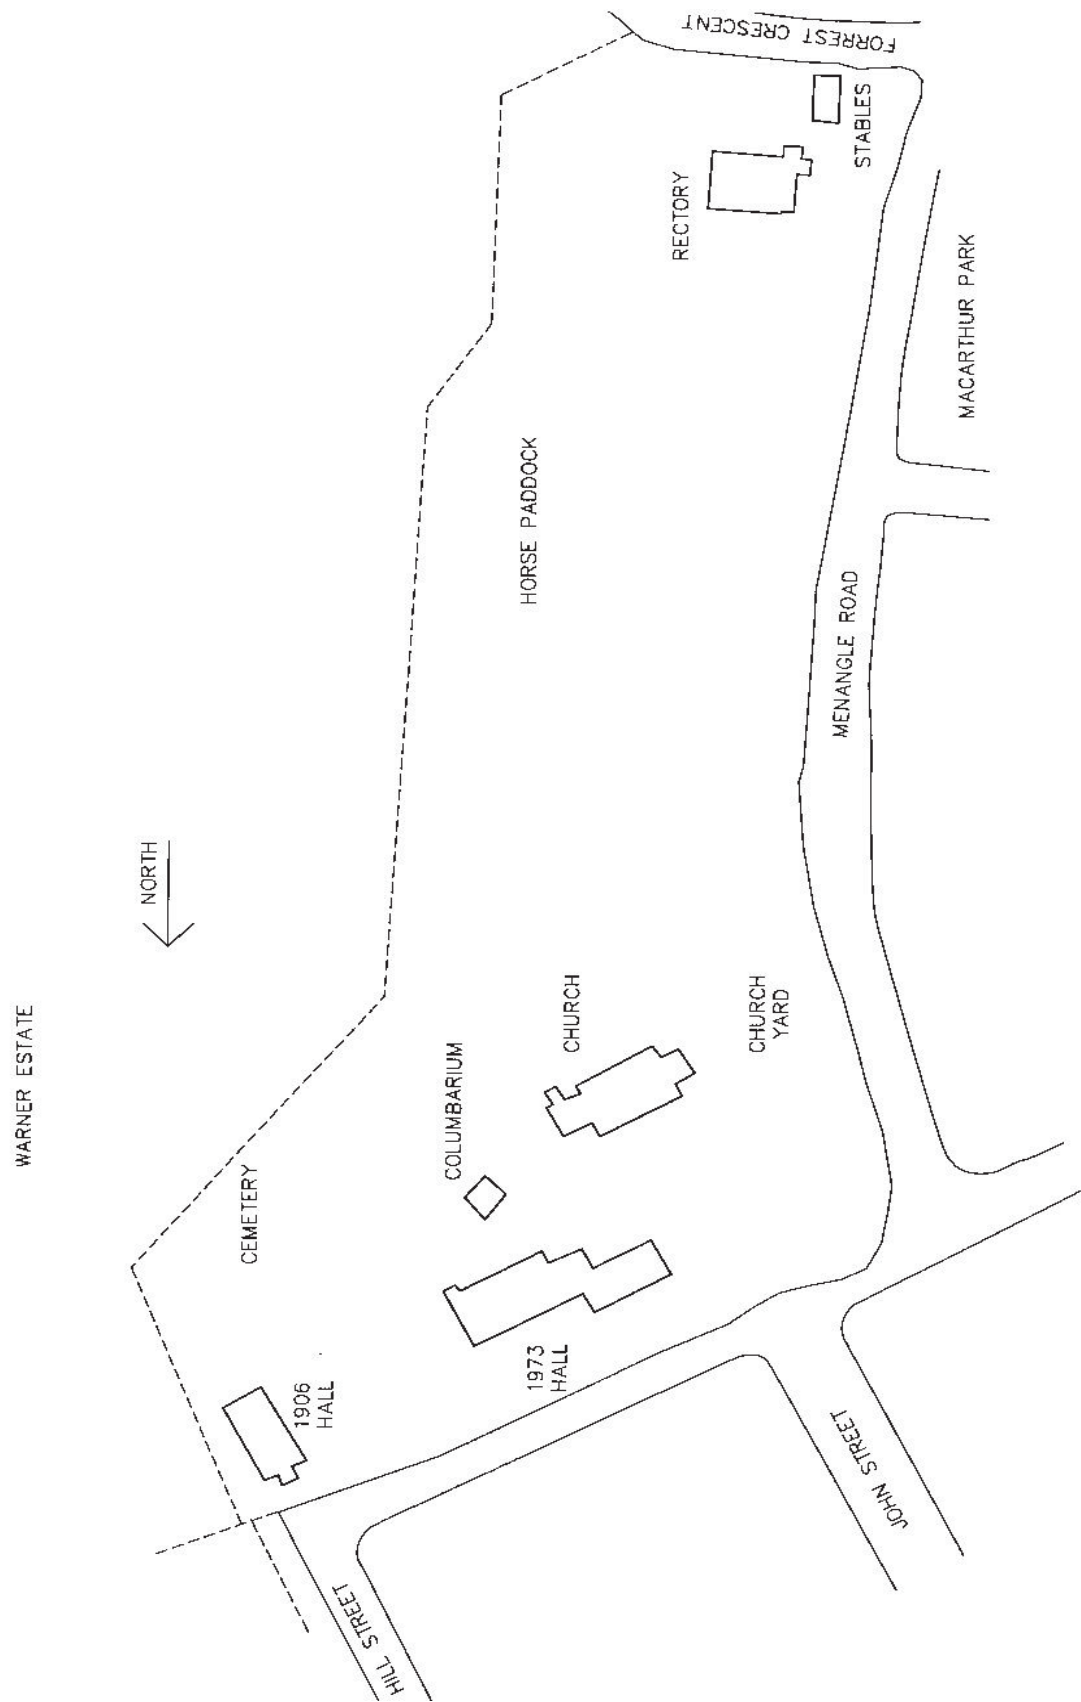 FORREST CRESCENT
STABLES
RECTORY
MACARTHUR PARK
HORSE PADDOCK
MENANGLE ROAD
NORTH
WARNER ESTATE
CHURCH
CHURCH
YARD
COLUMBARIUM
CEMETERY
1973
HALL
1906
HALL
JOHN STREET
HILL STREET